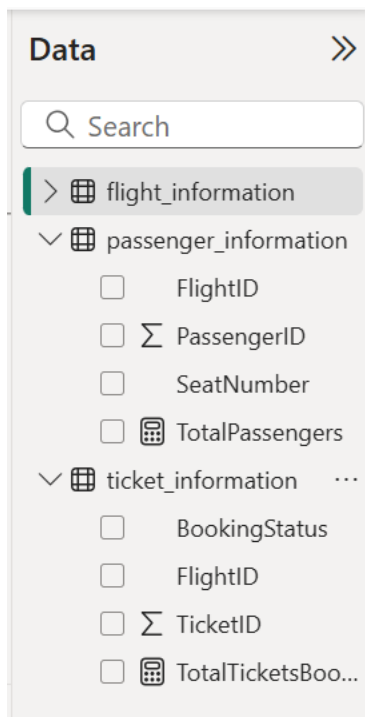 Data
Search
flight_information
passenger_information
FlightID
Σ PassengerID
SeatNumber
TotalPassengers
ticket_information ...
BookingStatus
FlightID
Σ TicketID
TotalTicketsBoo...